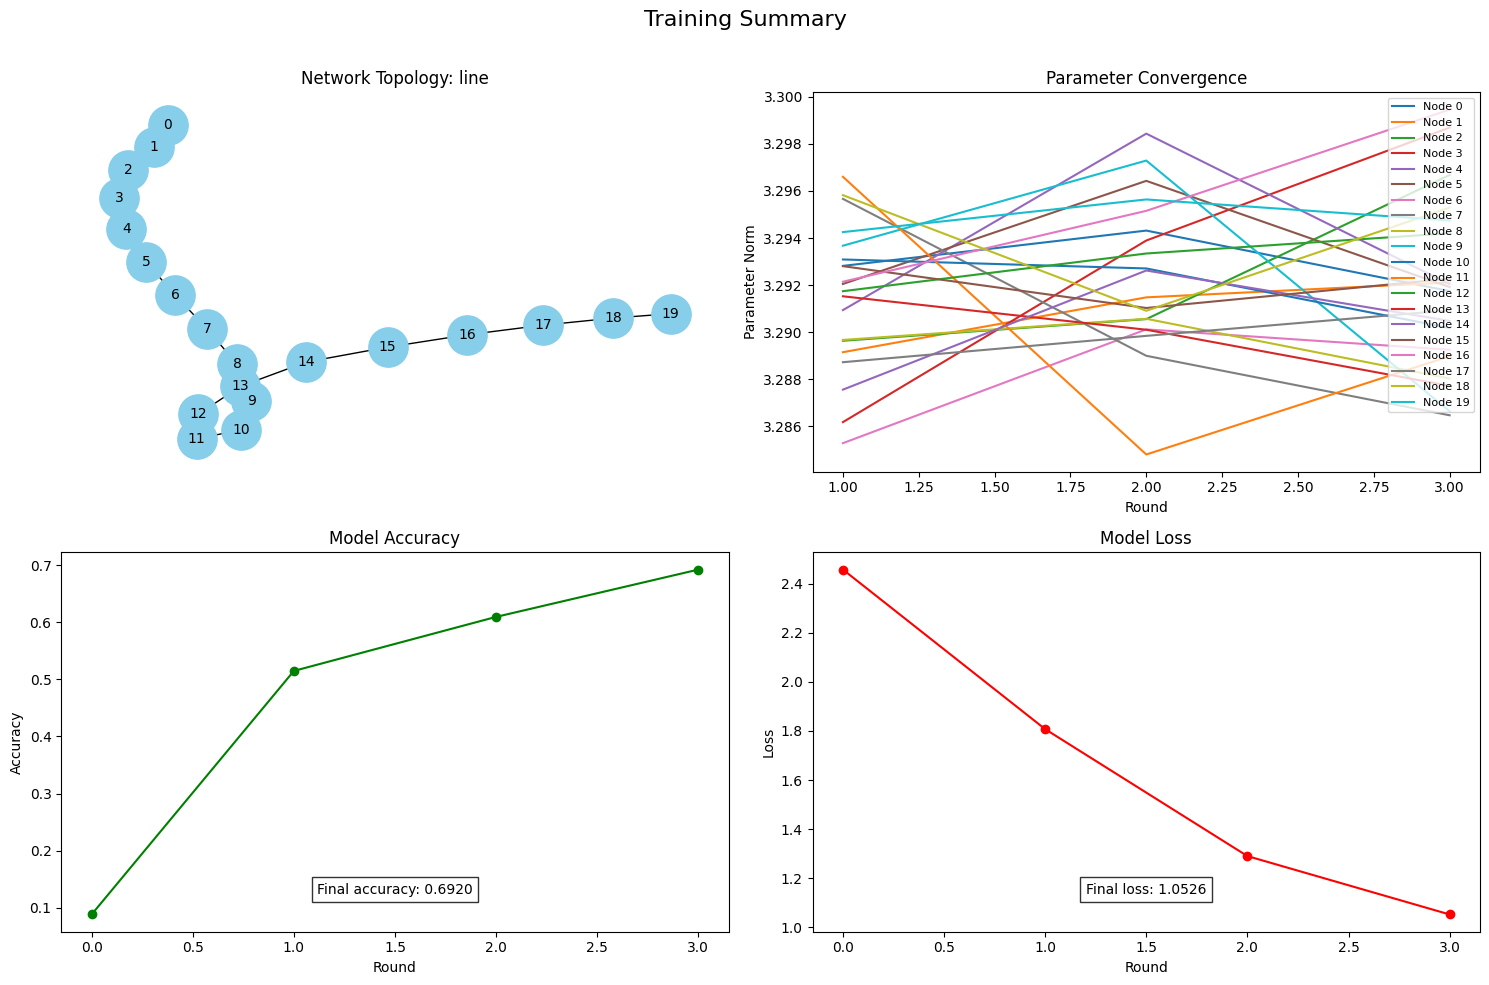 Training Summary
Network Topology: line
0
1
2
3
4
5
6
7
8
13
9
12
10
11
14
15
16
17
18
19
Parameter Convergence
3.300
3.298
3.296
3.294
3.292
3.290
3.288
3.286
Parameter Norm
Node 0
Node 1
Node 2
Node 3
Node 4
Node 5
Node 6
Node 7
Node 8
Node 9
Node 10
Node 11
Node 12
Node 13
Node 14
Node 15
Node 16
Node 17
Node 18
Node 19
1.00 1.25 1.50 1.75 2.00 2.25 2.50 2.75 3.00
Round
Model Accuracy
0.7
0.6
0.5
0.4
0.3
0.2
0.1
Accuracy
Final accuracy: 0.6920
0.0 0.5 1.0 1.5 2.0 2.5 3.0
Round
Model Loss
2.4
2.2
2.0
1.8
1.6
1.4
1.2
1.0
Loss
Final loss: 1.0526
0.0 0.5 1.0 1.5 2.0 2.5 3.0
Round